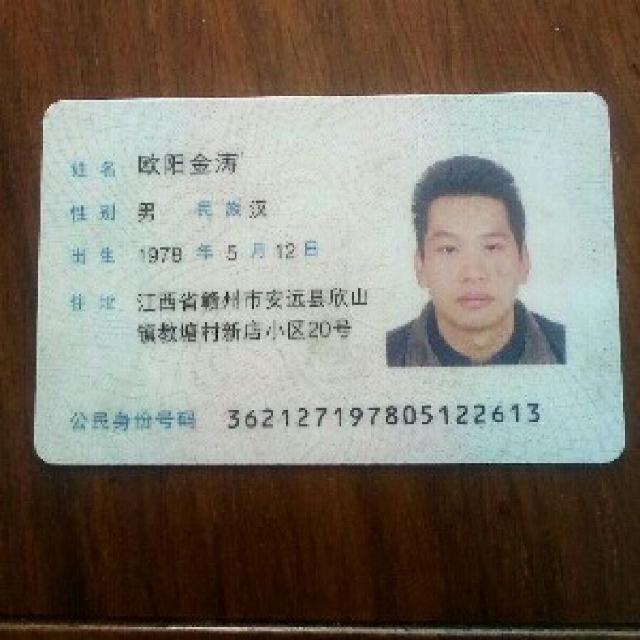 姓名 欧阳金涛
性别 男 民族 汉
出生 1978 年 5 月 12 日
住址 江西省赣州市安远县欣山
镇教塘村新店小区20号
公民身份号码 362127197805122613